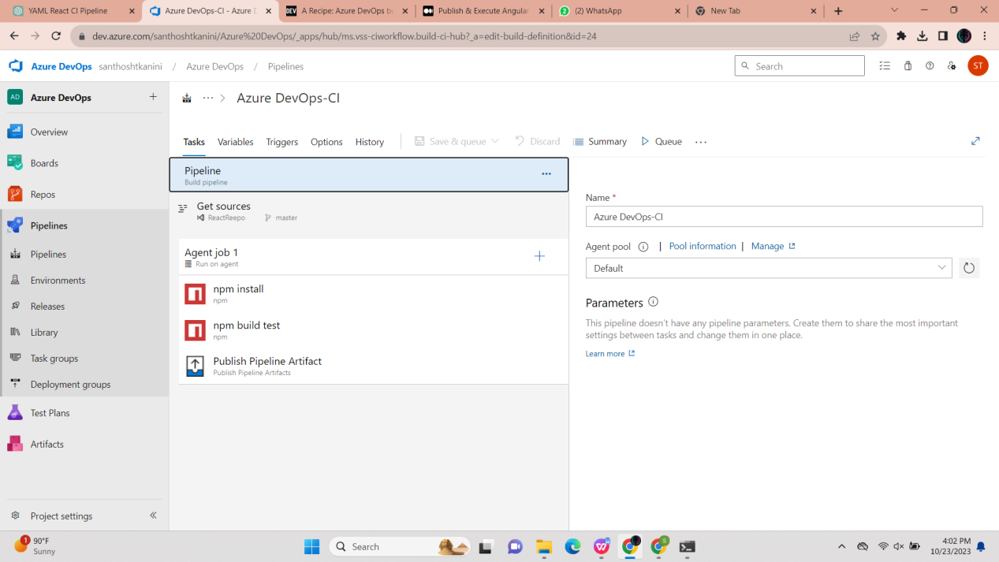 YAML React CI Pipeline
Azure DevOps-CI - Azure D
A Recipe: Azure DevOps bu
Publish & Execute Angular
(2) WhatsApp
New Tab
dev.azure.com/santhoshtkanini/Azure%20DevOps/_apps/hub/ms.vss-ciworkflow.build-ci-hub?_a=edit-build-definition&id=24
Azure DevOps santhoshtkanini / Azure DevOps / Pipelines
Search
ST
AD Azure DevOps
Overview
Boards
Repos
Pipelines
Pipelines
Environments
Releases
Library
Task groups
Deployment groups
Test Plans
Artifacts
Project settings
Azure DevOps-CI
Tasks Variables Triggers Options History Save & queue Discard Summary Queue
Pipeline
Build pipeline
Get sources
ReactReepo master
Agent job 1
Run on agent
npm install
npm
npm build test
npm
Publish Pipeline Artifact
Publish Pipeline Artifacts
Name *
Azure DevOps-CI
Agent pool | Pool information | Manage
Default
Parameters
This pipeline doesn't have any pipeline parameters. Create them to share the most important
settings between tasks and change them in one place.
Learn more
1
90°F
Sunny
Search
S
4:02 PM
10/23/2023